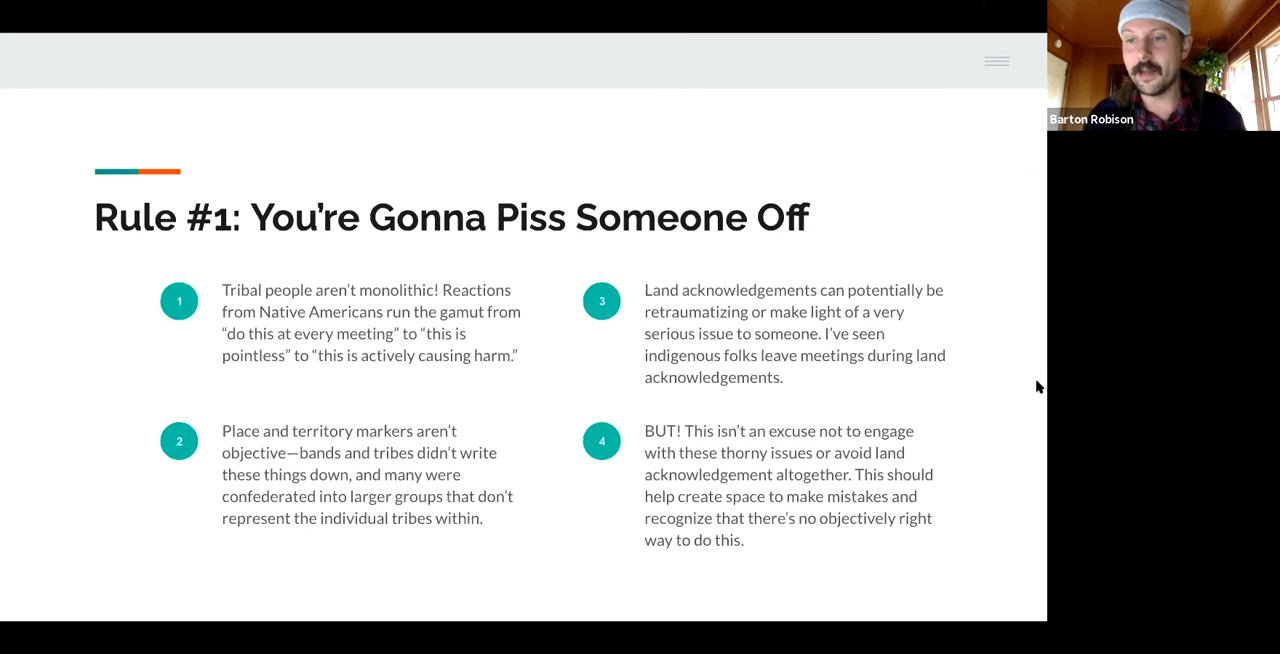 Barton Robison
Rule #1: You’re Gonna Piss Someone Off
1
Tribal people aren’t monolithic! Reactions
from Native Americans run the gamut from
“do this at every meeting” to “this is
pointless” to “this is actively causing harm.”
2
Place and territory markers aren’t
objective—bands and tribes didn’t write
these things down, and many were
confederated into larger groups that don’t
represent the individual tribes within.
3
Land acknowledgements can potentially be
retraumatizing or make light of a very
serious issue to someone. I’ve seen
indigenous folks leave meetings during land
acknowledgements.
4
BUT! This isn’t an excuse not to engage
with these thorny issues or avoid land
acknowledgement altogether. This should
help create space to make mistakes and
recognize that there’s no objectively right
way to do this.